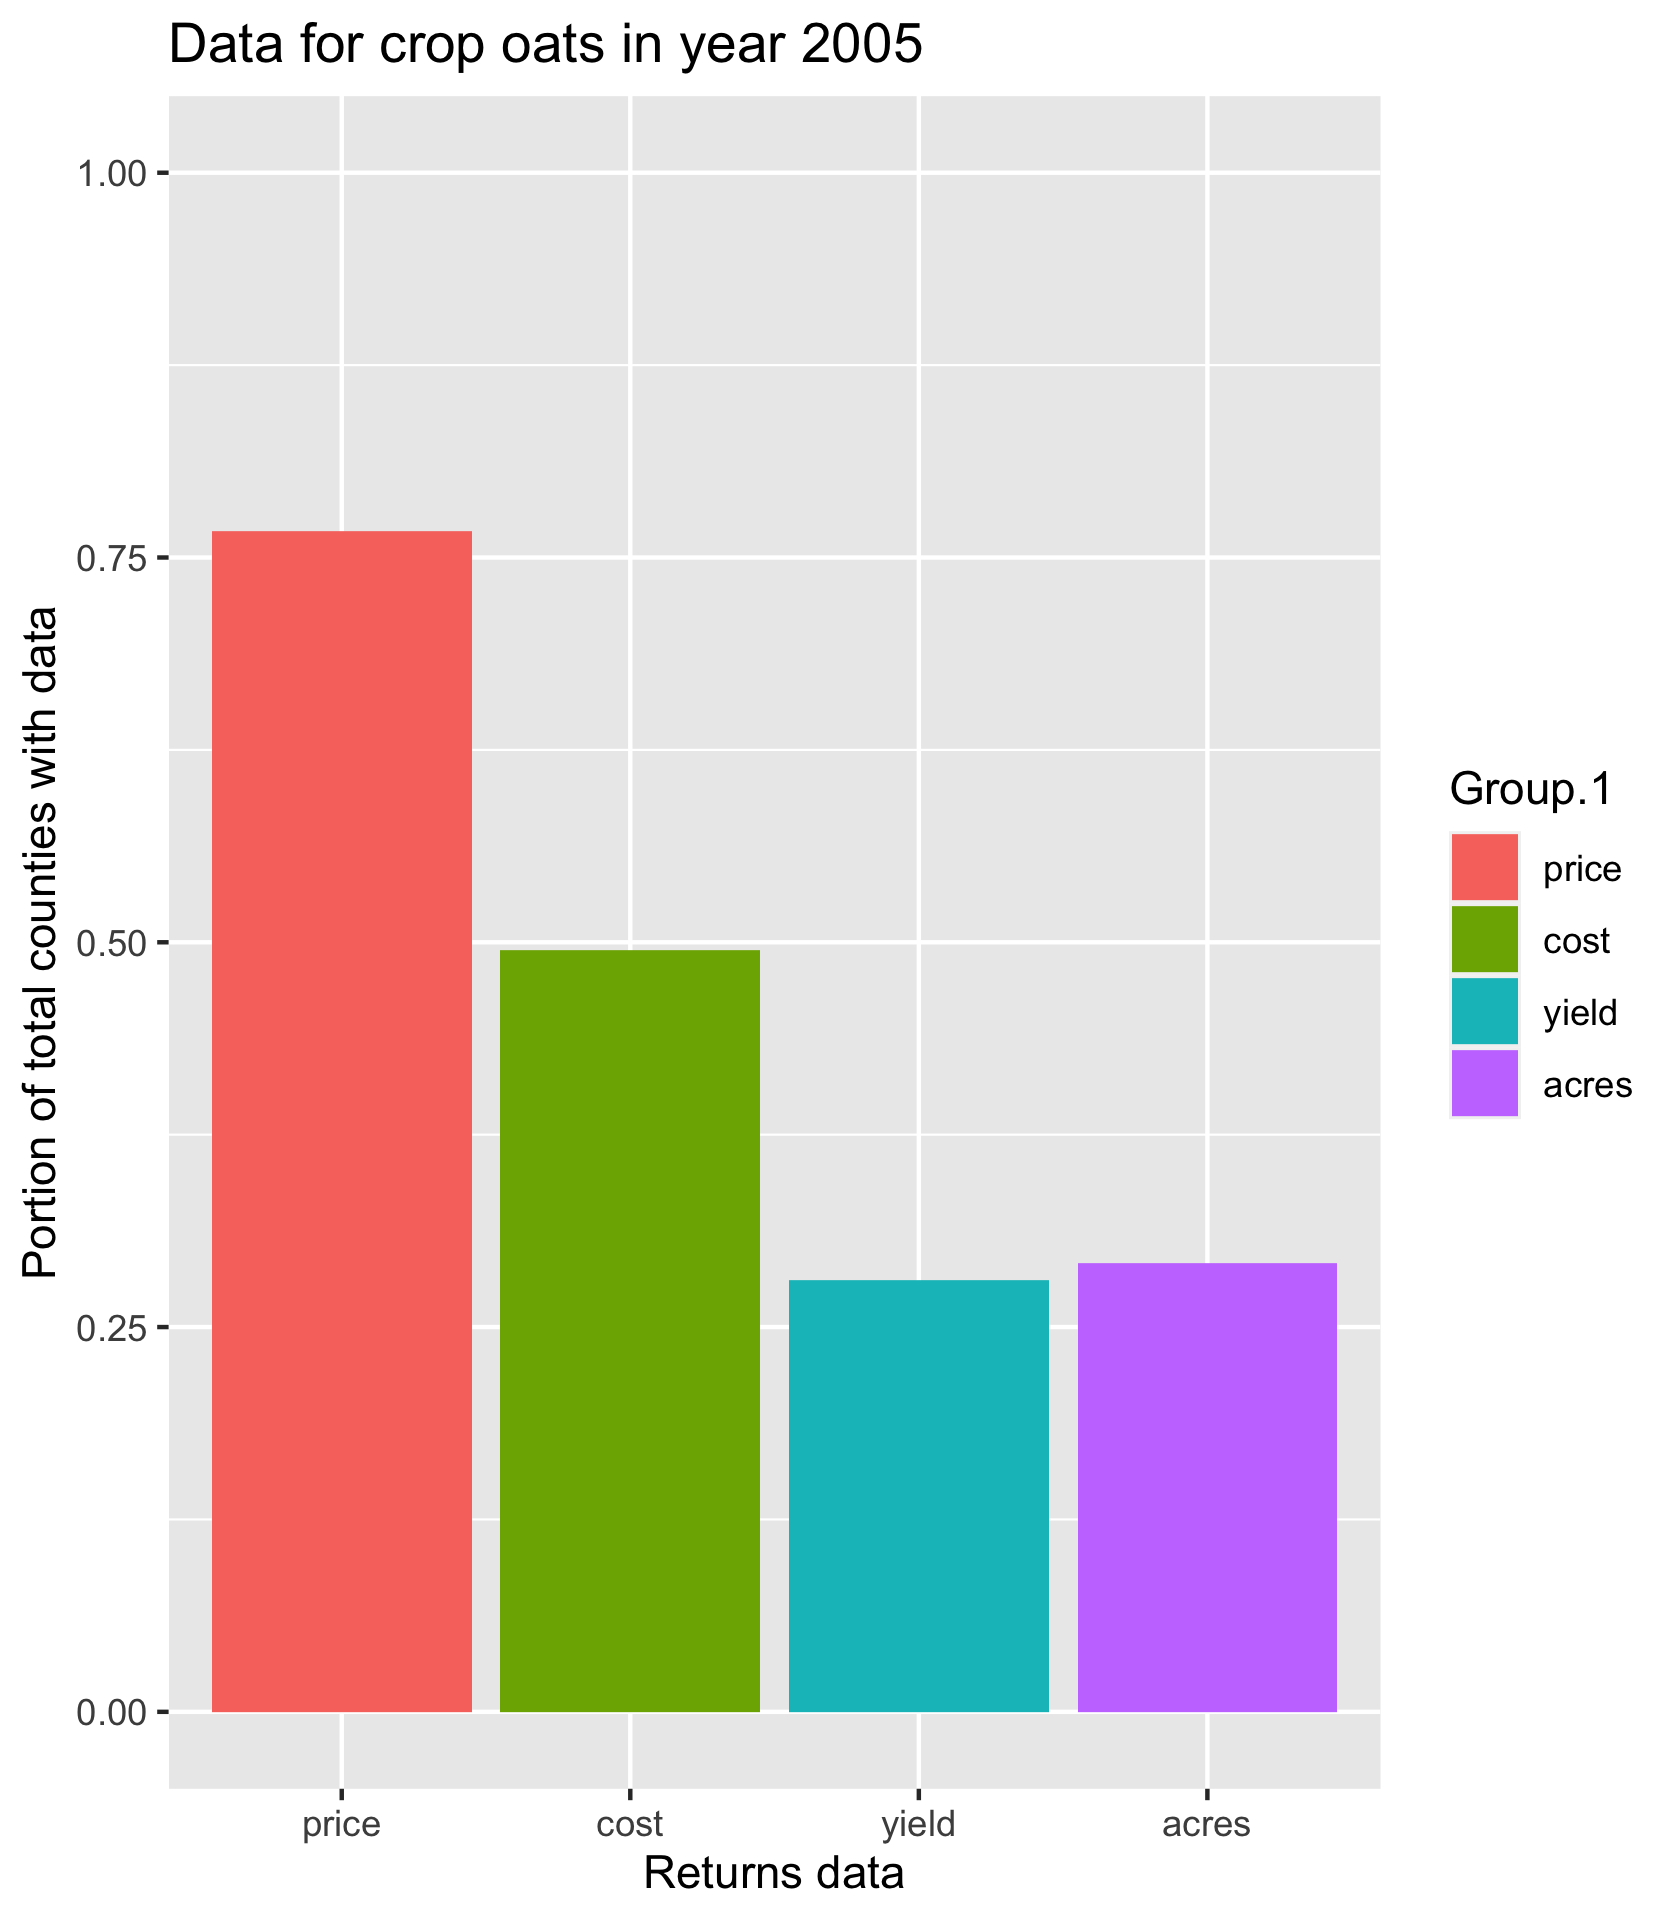 Data for crop oats in year 2005
Portion of total counties with data
1.00
0.75
0.50
0.25
0.00
price
cost
yield
acres
Returns data
Group.1
price
cost
yield
acres